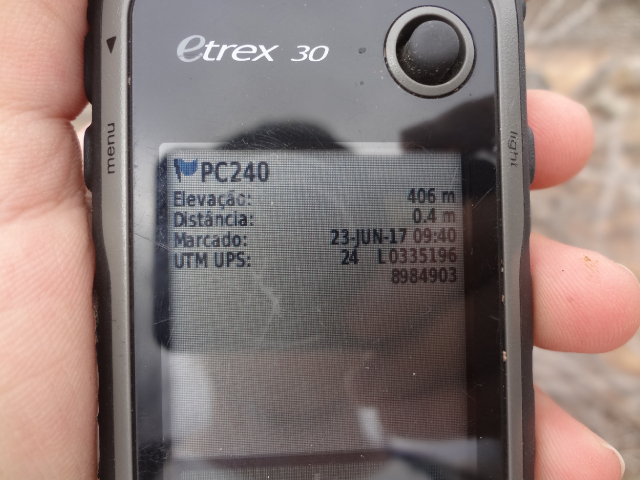 etrex 30
menu
light
PC240
Elevação: 406 m
Distância: 0.4 m
Marcado: 23-JUN-17 09:40
UTM UPS: 24 L0335196
8984903